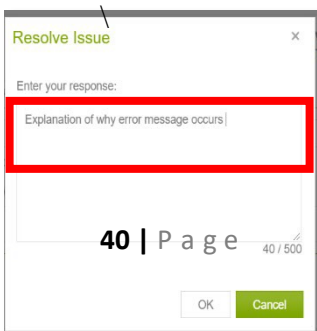 Resolve Issue ×
Enter your response:
Explanation of why error message occurs
40 | Page
40 / 500
OK Cancel